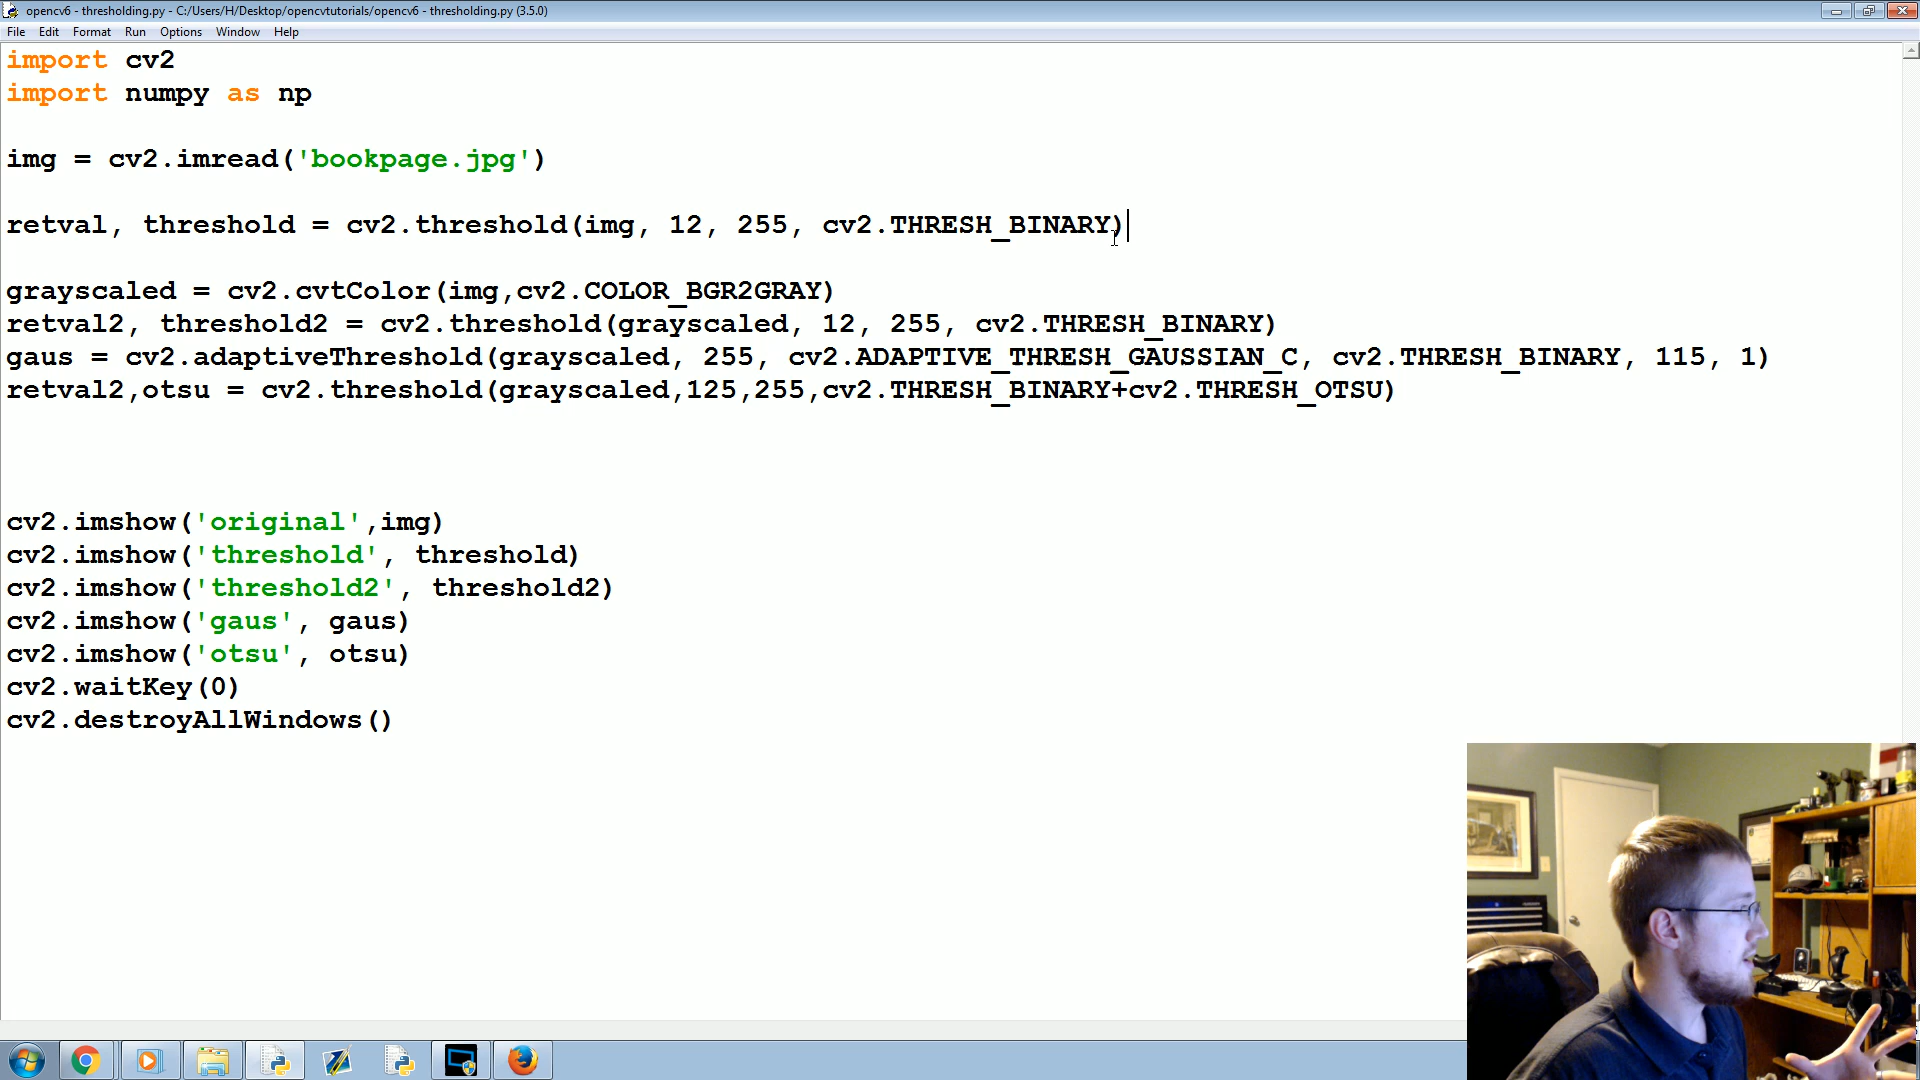 opencv6 - thresholding.py - C:/Users/H/Desktop/opencvtutorials/opencv6 - thresholding.py (3.5.0)
File Edit Format Run Options Window Help
import cv2
import numpy as np
img = cv2.imread('bookpage.jpg')
retval, threshold = cv2.threshold(img, 12, 255, cv2.THRESH_BINARY)
grayscaled = cv2.cvtColor(img,cv2.COLOR_BGR2GRAY)
retval2, threshold2 = cv2.threshold(grayscaled, 12, 255, cv2.THRESH_BINARY)
gaus = cv2.adaptiveThreshold(grayscaled, 255, cv2.ADAPTIVE_THRESH_GAUSSIAN_C, cv2.THRESH_BINARY, 115, 1)
retval2,otsu = cv2.threshold(grayscaled,125,255,cv2.THRESH_BINARY+cv2.THRESH_OTSU)
cv2.imshow('original',img)
cv2.imshow('threshold', threshold)
cv2.imshow('threshold2', threshold2)
cv2.imshow('gaus', gaus)
cv2.imshow('otsu', otsu)
cv2.waitKey(0)
cv2.destroyAllWindows()